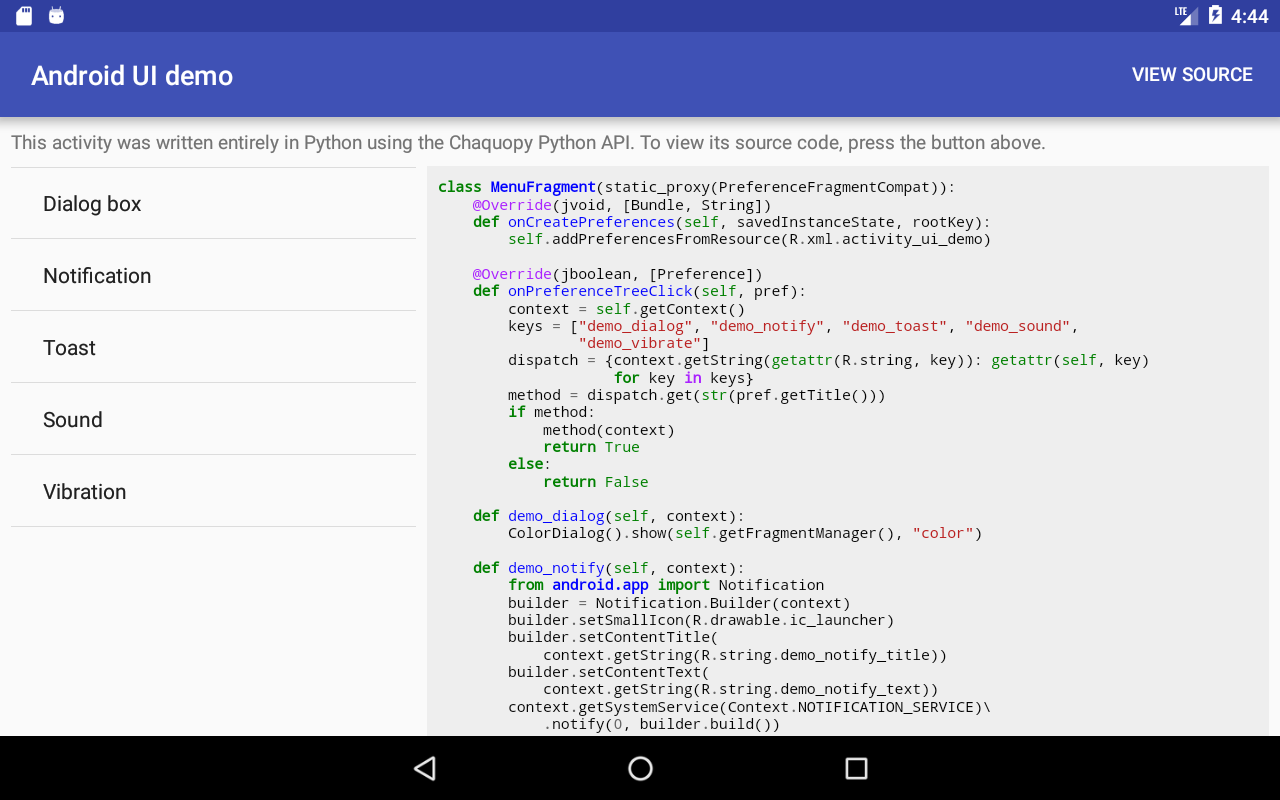 LTE 4:44
Android UI demo
VIEW SOURCE
This activity was written entirely in Python using the Chaquopy Python API. To view its source code, press the button above.
Dialog box
Notification
Toast
Sound
Vibration
class MenuFragment(static_proxy(PreferenceFragmentCompat)):
    @Override(jvoid, [Bundle, String])
    def onCreatePreferences(self, savedInstanceState, rootKey):
        self.addPreferencesFromResource(R.xml.activity_ui_demo)

    @Override(jboolean, [Preference])
    def onPreferenceTreeClick(self, pref):
        context = self.getContext()
        keys = ["demo_dialog", "demo_notify", "demo_toast", "demo_sound",
                "demo_vibrate"]
        dispatch = {context.getString(getattr(R.string, key)): getattr(self, key)
                    for key in keys}
        method = dispatch.get(str(pref.getTitle()))
        if method:
            method(context)
            return True
        else:
            return False

    def demo_dialog(self, context):
        ColorDialog().show(self.getFragmentManager(), "color")

    def demo_notify(self, context):
        from android.app import Notification
        builder = Notification.Builder(context)
        builder.setSmallIcon(R.drawable.ic_launcher)
        builder.setContentTitle(
            context.getString(R.string.demo_notify_title))
        builder.setContentText(
            context.getString(R.string.demo_notify_text))
        context.getSystemService(Context.NOTIFICATION_SERVICE)\
            .notify(0, builder.build())